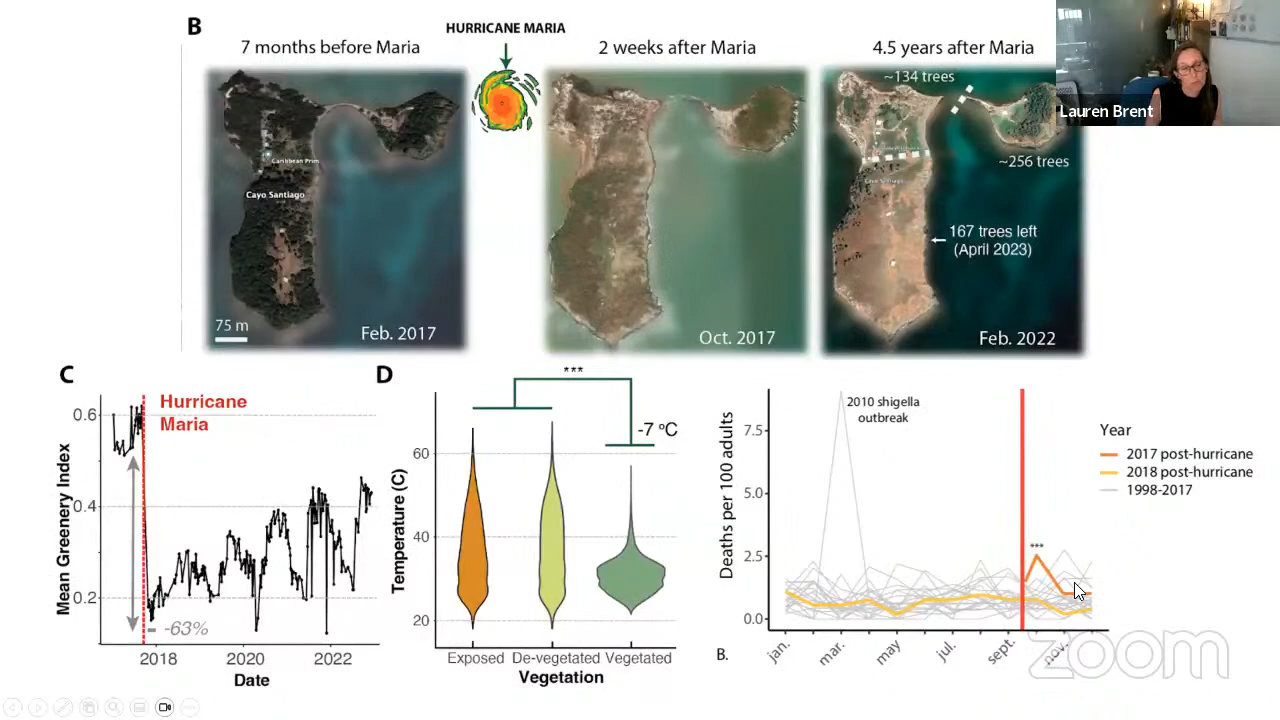 B
HURRICANE MARIA
7 months before Maria
2 weeks after Maria
4.5 years after Maria
~134 trees
Lauren Brent
Caribbean Prim
~256 trees
Cayo Santiago
167 trees left
(April 2023)
75 m
Feb. 2017
Oct. 2017
Feb. 2022
C
Hurricane
Maria
Mean Greenery Index
0.6
0.4
0.2
-63%
2018
2020
2022
Date
D
***
-7 ºC
Temperature (C)
60
40
20
Exposed
De-vegetated
Vegetated
Vegetation
2010 shigella
outbreak
Deaths per 100 adults
7.5
5.0
2.5
0.0
***
jan.
mar.
may
jul.
sept.
nov.
B.
Year
2017 post-hurricane
2018 post-hurricane
1998-2017
zoom